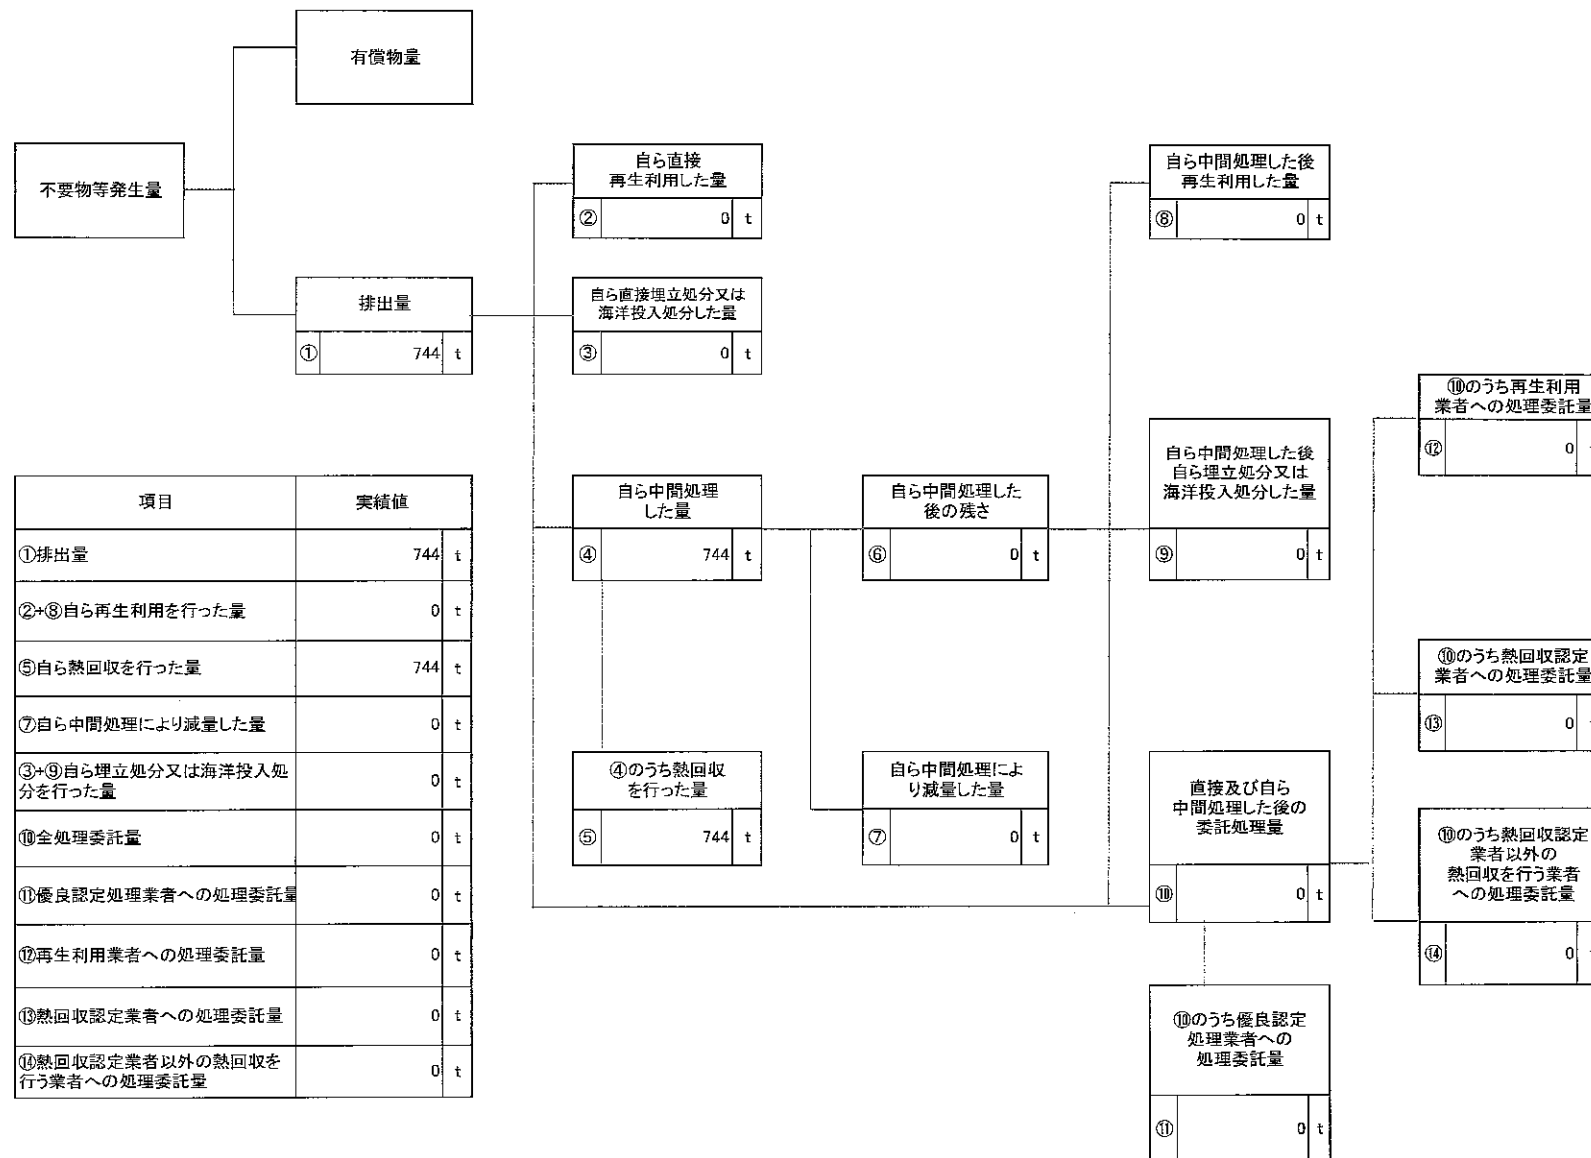 有償物量
不要物等発生量
排出量
① 744 t
自ら直接
再生利用した量
② 0 t
自ら直接埋立処分又は
海洋投入処分した量
③ 0 t
自ら中間処理した後
再生利用した量
⑧ 0 t
自ら中間処理
した量
④ 744 t
自ら中間処理した
後の残さ
⑥ 0 t
自ら中間処理した後
自ら埋立処分又は
海洋投入処分した量
⑨ 0 t
⑩のうち再生利用
業者への処理委託量
⑫ 0
④のうち熱回収
を行った量
⑤ 744 t
自ら中間処理によ
り減量した量
⑦ 0 t
直接及び自ら
中間処理した後の
委託処理量
⑩ 0 t
⑩のうち熱回収認定
業者への処理委託量
⑬ 0
⑩のうち熱回収認定
業者以外の
熱回収を行う業者
への処理委託量
⑭ 0
⑩のうち優良認定
処理業者への
処理委託量
⑪ 0 t
項目 実績値
①排出量 744 t
②+⑧自ら再生利用を行った量 0 t
⑤自ら熱回収を行った量 744 t
⑦自ら中間処理により減量した量 0 t
③+⑨自ら埋立処分又は海洋投入処
分を行った量 0 t
⑩全処理委託量 0 t
⑪優良認定処理業者への処理委託量 0 t
⑫再生利用業者への処理委託量 0 t
⑬熱回収認定業者への処理委託量 0 t
⑭熱回収認定業者以外の熱回収を
行う業者への処理委託量 0 t